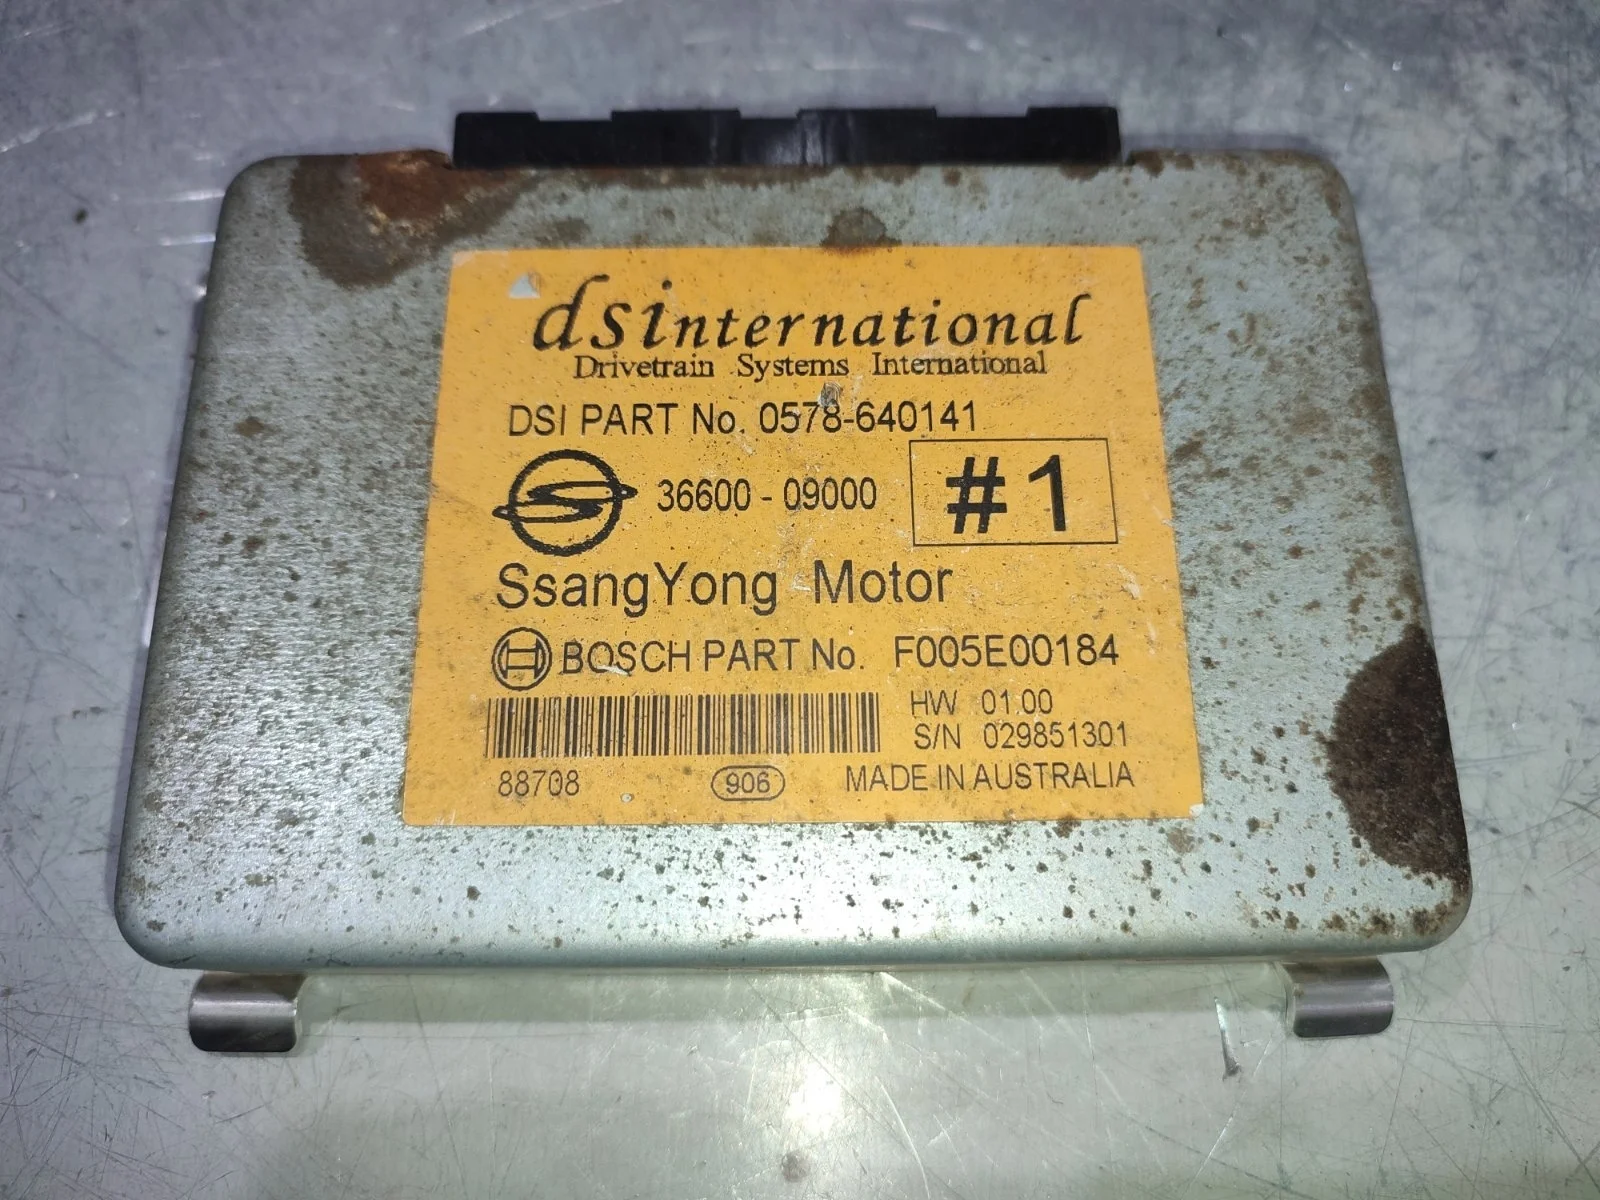 dsinternational
Drivetrain Systems International
DSI PART No. 0578-640141
36600 - 09000 #1
SsangYong Motor
BOSCH PART No. F005E00184
HW 01.00
S/N 029851301
88708 906 MADE IN AUSTRALIA